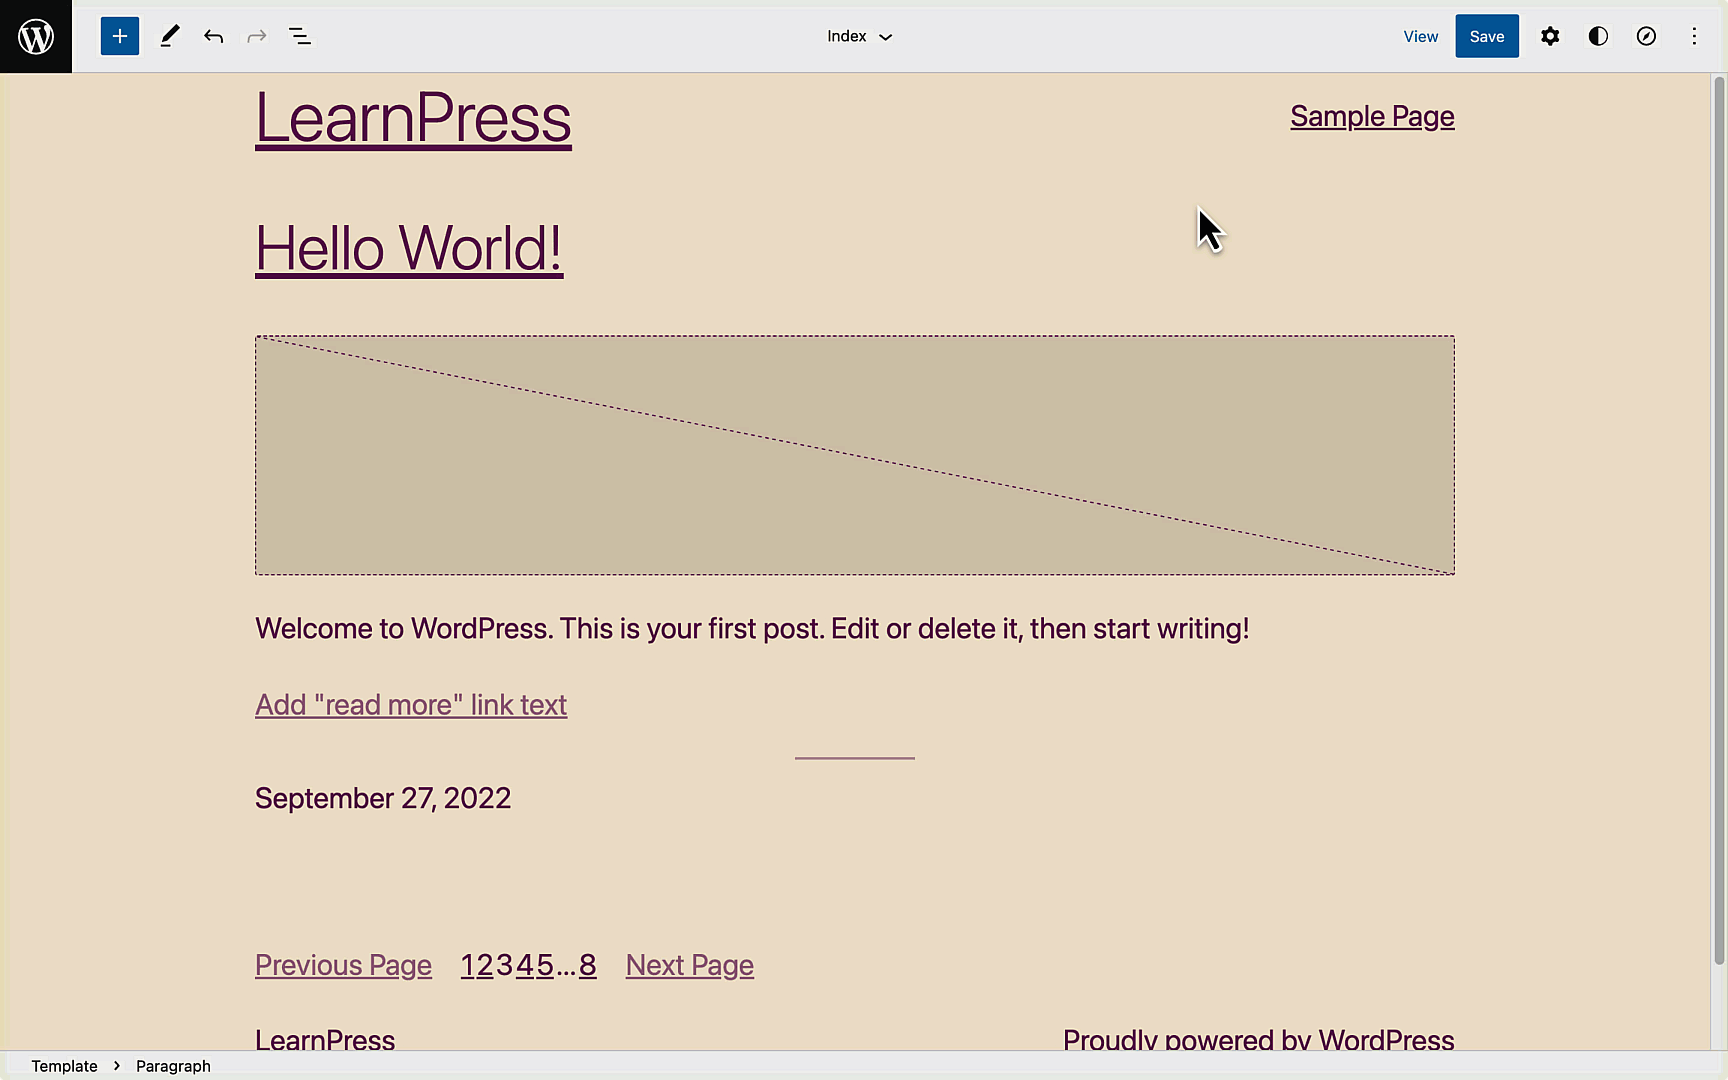 Index
View
Save
LearnPress
Sample Page
Hello World!
Welcome to WordPress. This is your first post. Edit or delete it, then start writing!
Add "read more" link text
September 27, 2022
Previous Page 12345...8 Next Page
LearnPress
Proudly powered by WordPress
Template > Paragraph